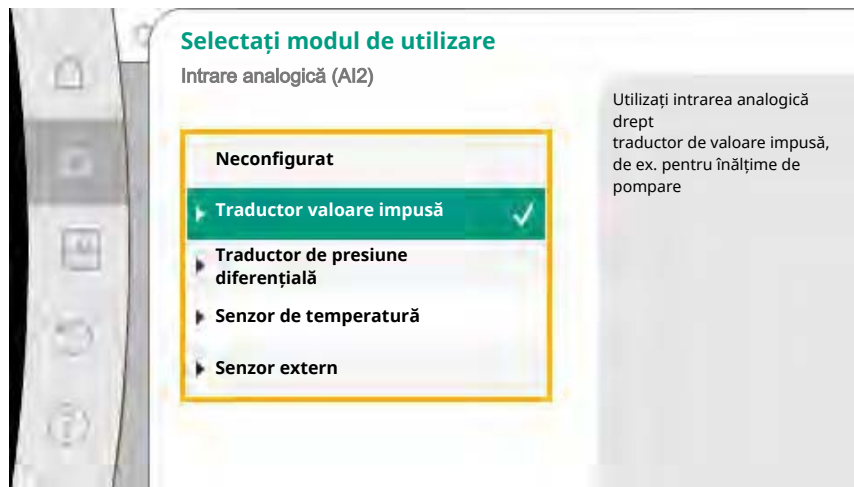 Selectați modul de utilizare
Intrare analogică (AI2)
Neconfigurat
Traductor valoare impusă
Traductor de presiune
diferențială
Senzor de temperatură
Senzor extern
Utilizați intrarea analogică
drept
traductor de valoare impusă,
de ex. pentru înălțime de
pompare